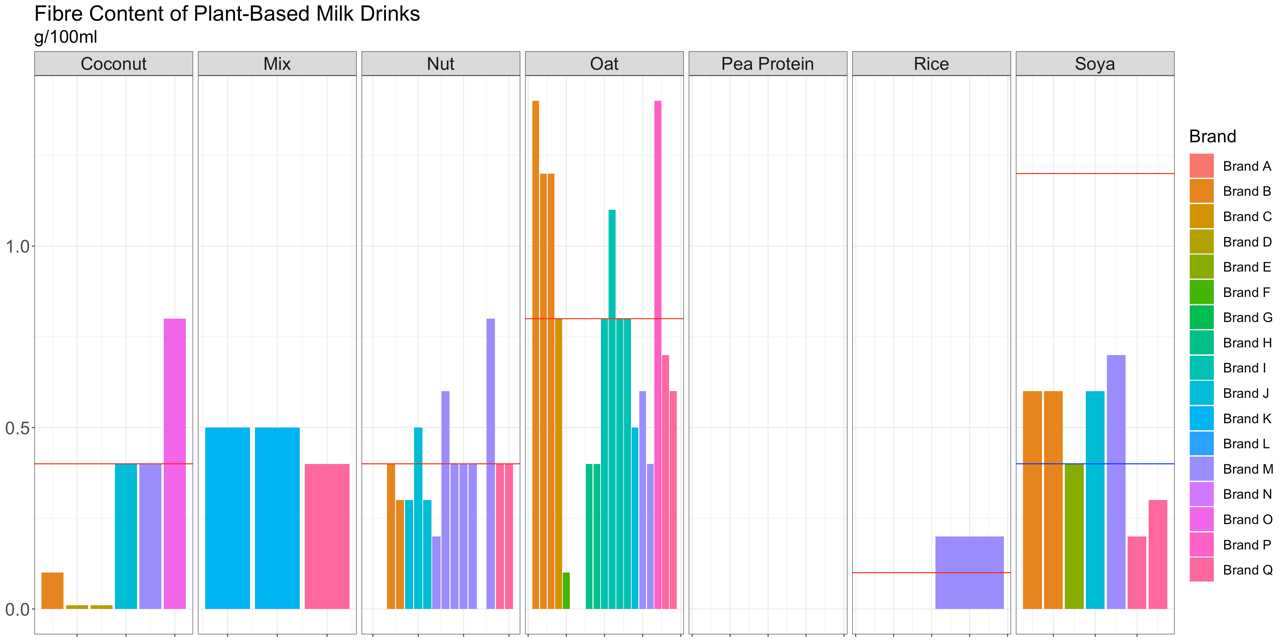 Fibre Content of Plant-Based Milk Drinks
g/100ml
Coconut Mix Nut Oat Pea Protein Rice Soya
1.0
0.5
0.0
Brand
Brand A
Brand B
Brand C
Brand D
Brand E
Brand F
Brand G
Brand H
Brand I
Brand J
Brand K
Brand L
Brand M
Brand N
Brand O
Brand P
Brand Q